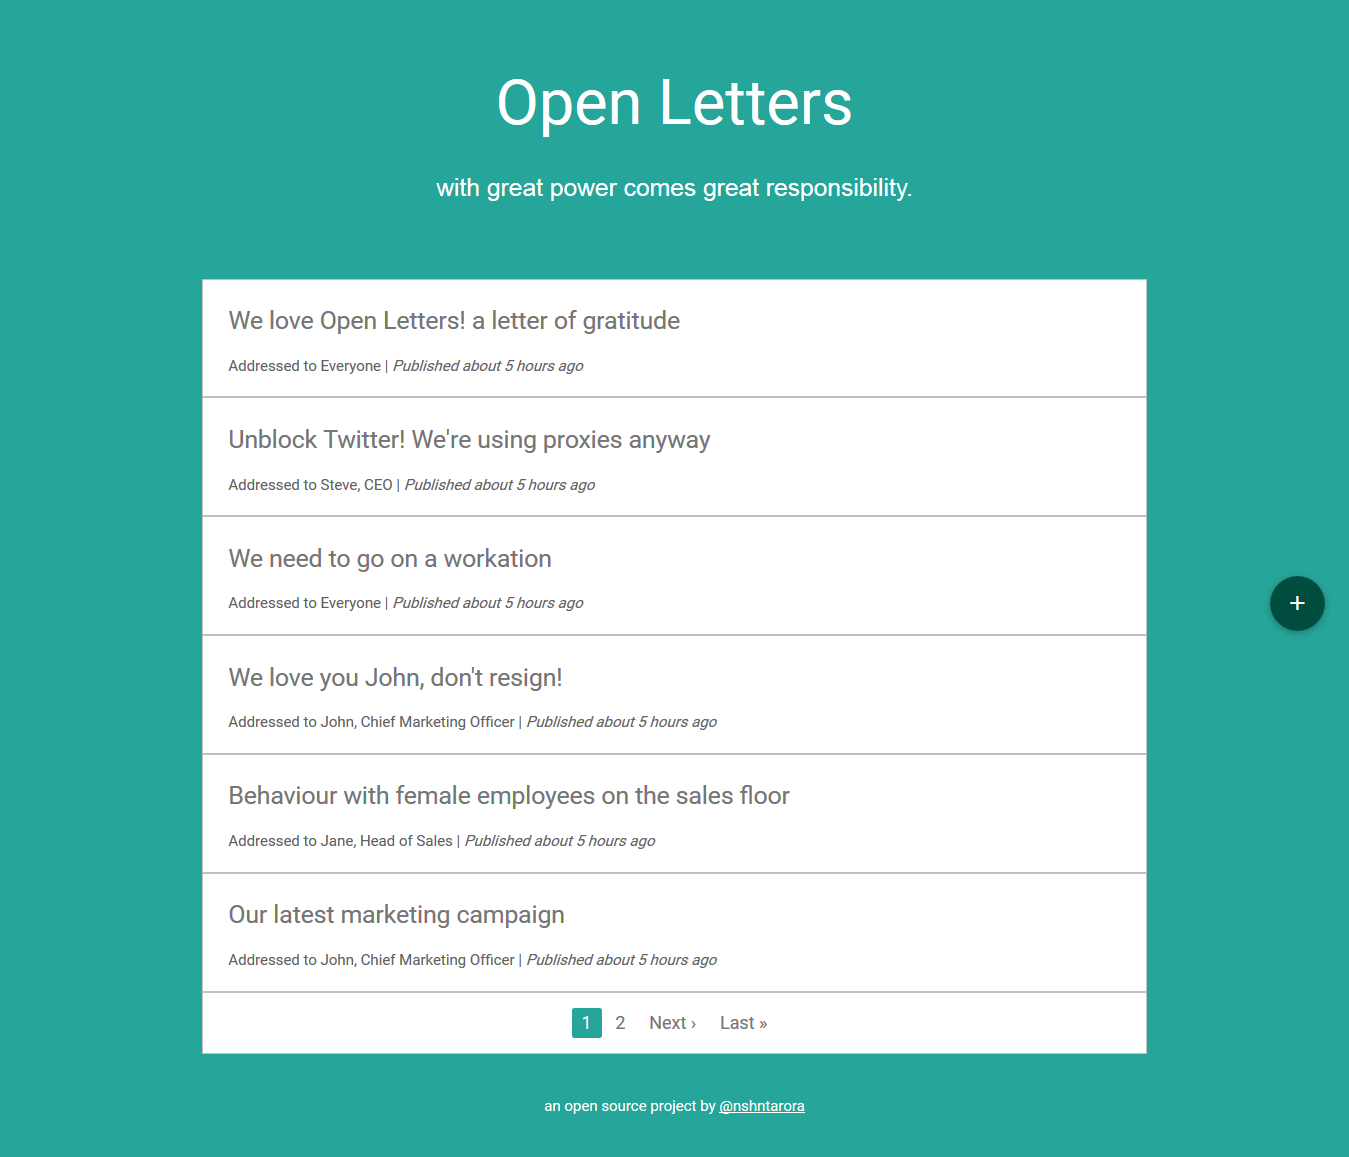 Open Letters
with great power comes great responsibility.
We love Open Letters! a letter of gratitude
Addressed to Everyone | Published about 5 hours ago
Unblock Twitter! We're using proxies anyway
Addressed to Steve, CEO | Published about 5 hours ago
We need to go on a workation
Addressed to Everyone | Published about 5 hours ago
+
We love you John, don't resign!
Addressed to John, Chief Marketing Officer | Published about 5 hours ago
Behaviour with female employees on the sales floor
Addressed to Jane, Head of Sales | Published about 5 hours ago
Our latest marketing campaign
Addressed to John, Chief Marketing Officer | Published about 5 hours ago
1 2 Next › Last »
an open source project by @nshntarora